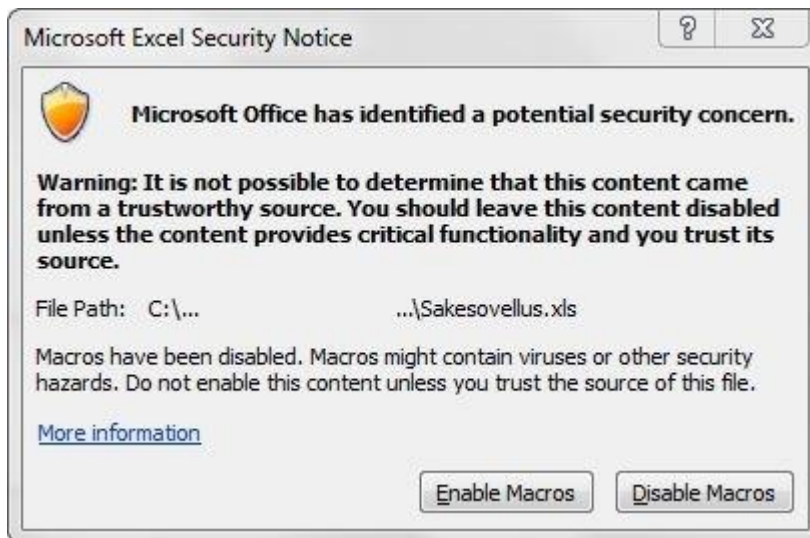 Microsoft Excel Security Notice
Microsoft Office has identified a potential security concern.
Warning: It is not possible to determine that this content came
from a trustworthy source. You should leave this content disabled
unless the content provides critical functionality and you trust its
source.
File Path: C:\... ...\Sakesovellus.xls
Macros have been disabled. Macros might contain viruses or other security
hazards. Do not enable this content unless you trust the source of this file.
More information
Enable Macros Disable Macros